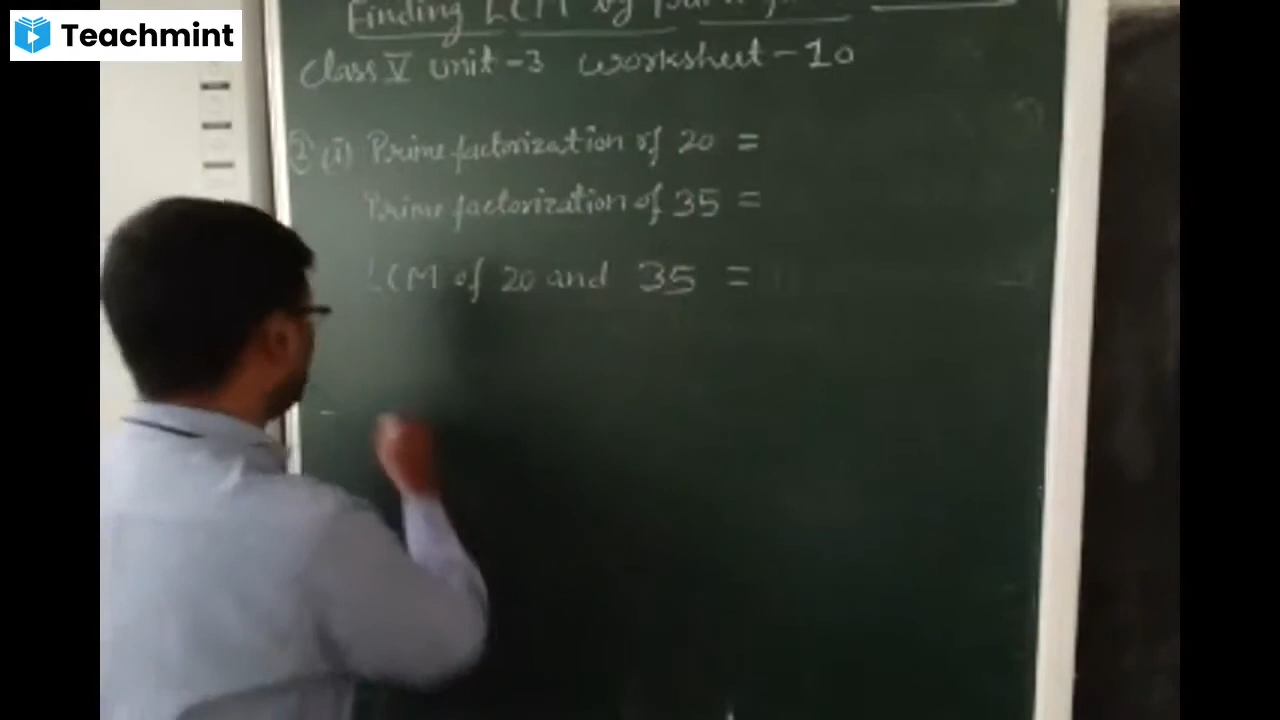 Teachmint
Finding LCM by
Class V unit-3 worksheet-10
2 (i) Prime factorization of 20 =
Prime factorization of 35 =
LCM of 20 and 35 =